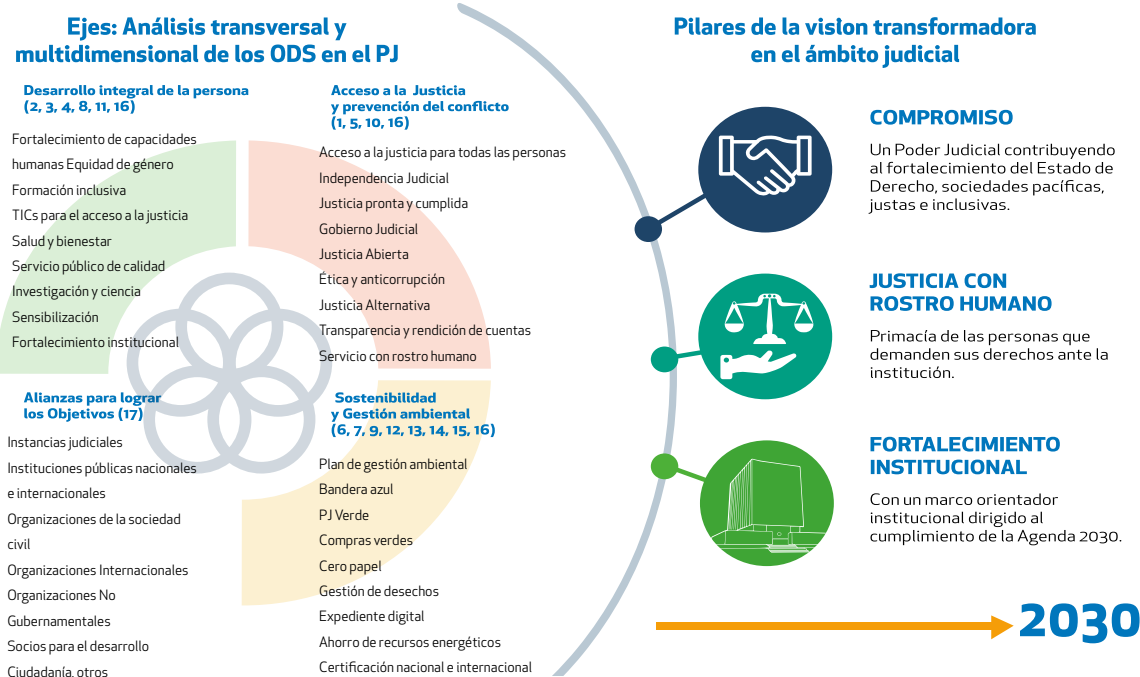 Ejes: Análisis transversal y
multidimensional de los ODS en el PJ
Desarrollo integral de la persona
(2, 3, 4, 8, 11, 16)
Fortalecimiento de capacidades
humanas Equidad de género
Formación inclusiva
TICs para el acceso a la justicia
Salud y bienestar
Servicio público de calidad
Investigación y ciencia
Sensibilización
Fortalecimiento institucional
Acceso a la Justicia
y prevención del conflicto
(1, 5, 10, 16)
Acceso a la justicia para todas las personas
Independencia Judicial
Justicia pronta y cumplida
Gobierno Judicial
Justicia Abierta
Ética y anticorrupción
Justicia Alternativa
Transparencia y rendición de cuentas
Servicio con rostro humano
Alianzas para lograr
los Objetivos (17)
Instancias judiciales
Instituciones públicas nacionales
e internacionales
Organizaciones de la sociedad
civil
Organizaciones Internacionales
Organizaciones No
Gubernamentales
Socios para el desarrollo
Ciudadanía, otros
Sostenibilidad
y Gestión ambiental
(6, 7, 9, 12, 13, 14, 15, 16)
Plan de gestión ambiental
Bandera azul
PJ Verde
Compras verdes
Cero papel
Gestión de desechos
Expediente digital
Ahorro de recursos energéticos
Certificación nacional e internacional
Pilares de la vision transformadora
en el ámbito judicial
COMPROMISO
Un Poder Judicial contribuyendo
al fortalecimiento del Estado de
Derecho, sociedades pacíficas,
justas e inclusivas.
JUSTICIA CON
ROSTRO HUMANO
Primacía de las personas que
demanden sus derechos ante la
institución.
FORTALECIMIENTO
INSTITUCIONAL
Con un marco orientador
institucional dirigido al
cumplimiento de la Agenda 2030.
2030